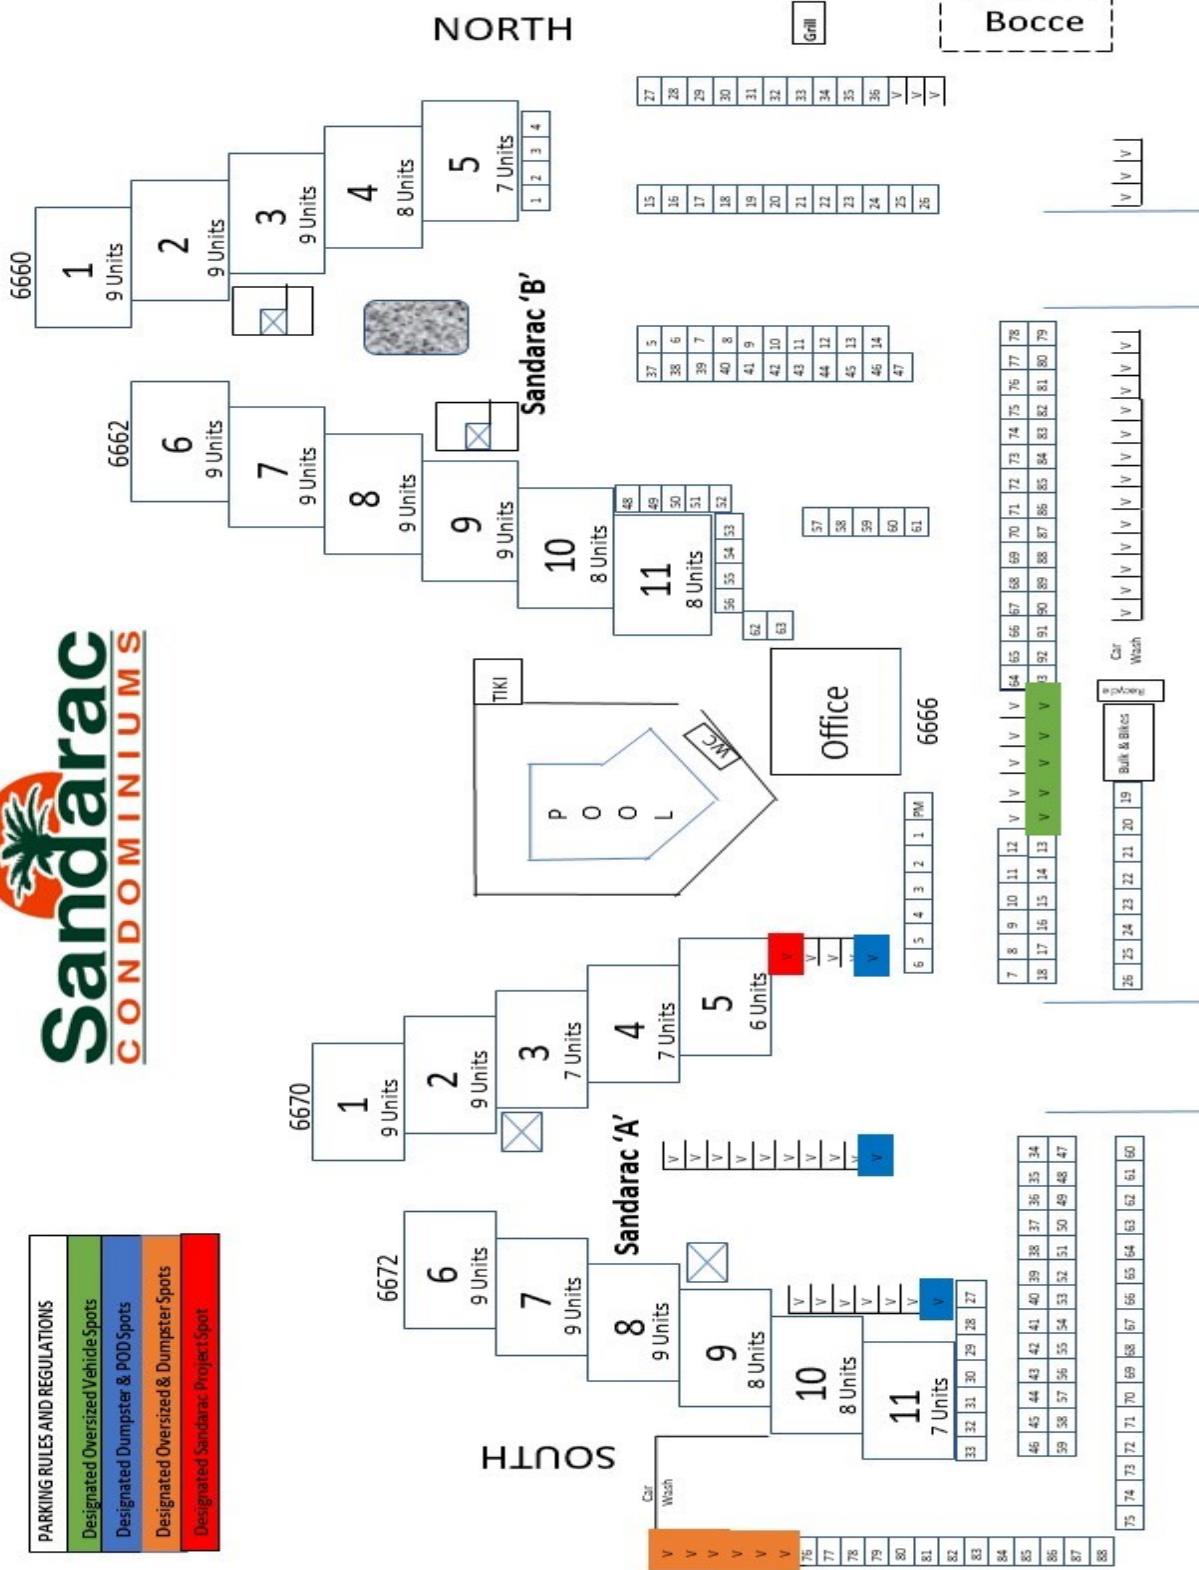 Sandarac
CONDOMINIUMS
PARKING RULES AND REGULATIONS
Designated Oversized Vehicle Spots
Designated Dumpster & POD Spots
Designated Oversized & Dumpster Spots
Designated Sandarac Project Spot
NORTH
Grill
Bocce
6660
1
9 Units
2
9 Units
3
9 Units
4
8 Units
5
7 Units
1 2 3 4
27
28
29
30
31
32
33
34
35
36
V
V
V
15
16
17
18
19
20
21
22
23
24
25
26
V V V
Sandarac 'B'
6662
6
9 Units
7
9 Units
8
9 Units
9
9 Units
10
8 Units
11
8 Units
5
6
7
8
9
10
11
12
13
14
37
38
39
40
41
42
43
44
45
46
47
48
49
50
51
52
56 55 54 53
62
63
57
58
59
60
61
64 65 66 67 68 69 70 71 72 73 74 75 76 77 78
92 91 90 89 88 87 86 85 84 83 82 81 80 79
V V V V V V V V V V V V V
Car
Wash
Bulk & Bikes
TIKI
WC
P
O
O
L
Office
6666
6 5 4 3 2 1 PM
7 8 9 10 11 12 V V V V V
18 17 16 15 14 13 V V V V V
26 25 24 23 22 21 20 19
6670
1
9 Units
2
9 Units
3
7 Units
4
7 Units
5
6 Units
V
V
V
V
Sandarac 'A'
V
V
V
V
V
V
V
V
V
6672
6
9 Units
7
9 Units
8
9 Units
9
8 Units
10
8 Units
11
7 Units
V
V
V
V
V
V
33 32 31 30 29 28 27
46 45 44 43 42 41 40 39 38 37 36 35 34
59 58 57 56 55 54 53 52 51 50 49 48 47
75 74 73 72 71 70 69 68 67 66 65 64 63 62 61 60
SOUTH
Car
Wash
V
V
V
V
V
V
76
77
78
79
80
81
82
83
84
85
86
87
88